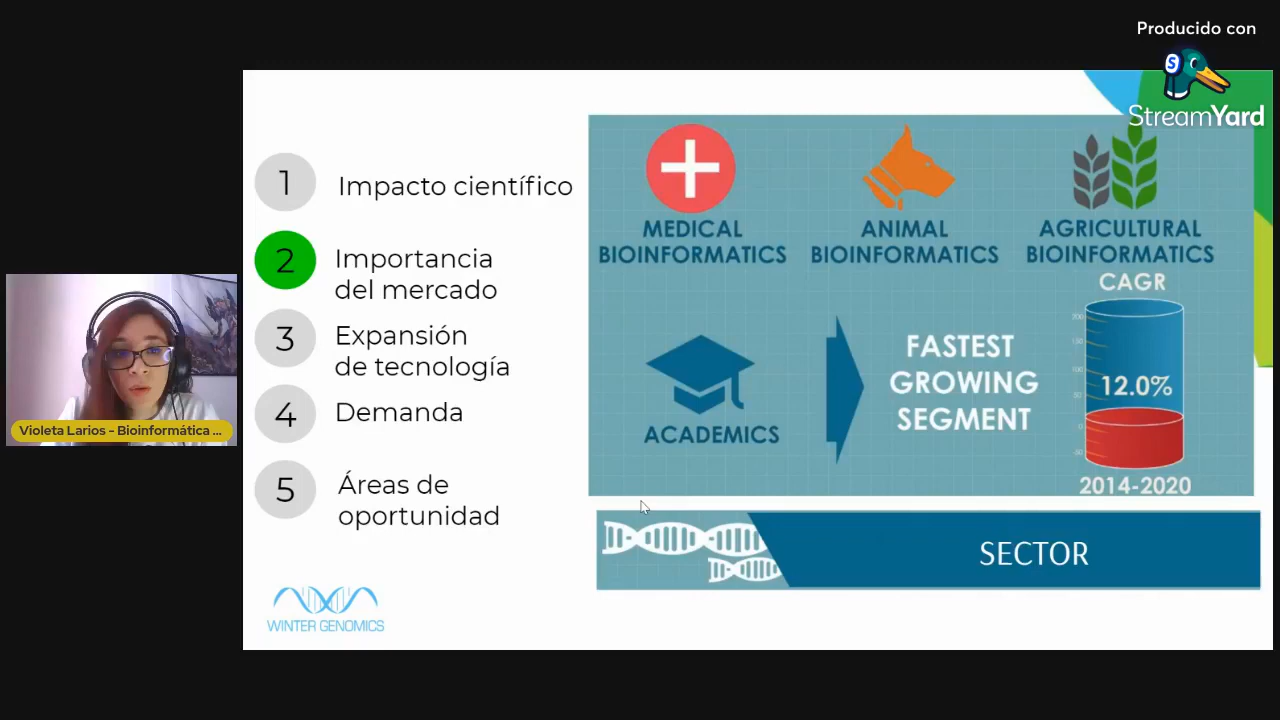 Producido con
StreamYard
1 Impacto científico
2 Importancia
del mercado
3 Expansión
de tecnología
4 Demanda
5 Áreas de
oportunidad
WINTER GENOMICS
MEDICAL
BIOINFORMATICS
ANIMAL
BIOINFORMATICS
AGRICULTURAL
BIOINFORMATICS
ACADEMICS
FASTEST
GROWING
SEGMENT
CAGR
12.0%
2014-2020
SECTOR
Violeta Larios - Bioinformática ...